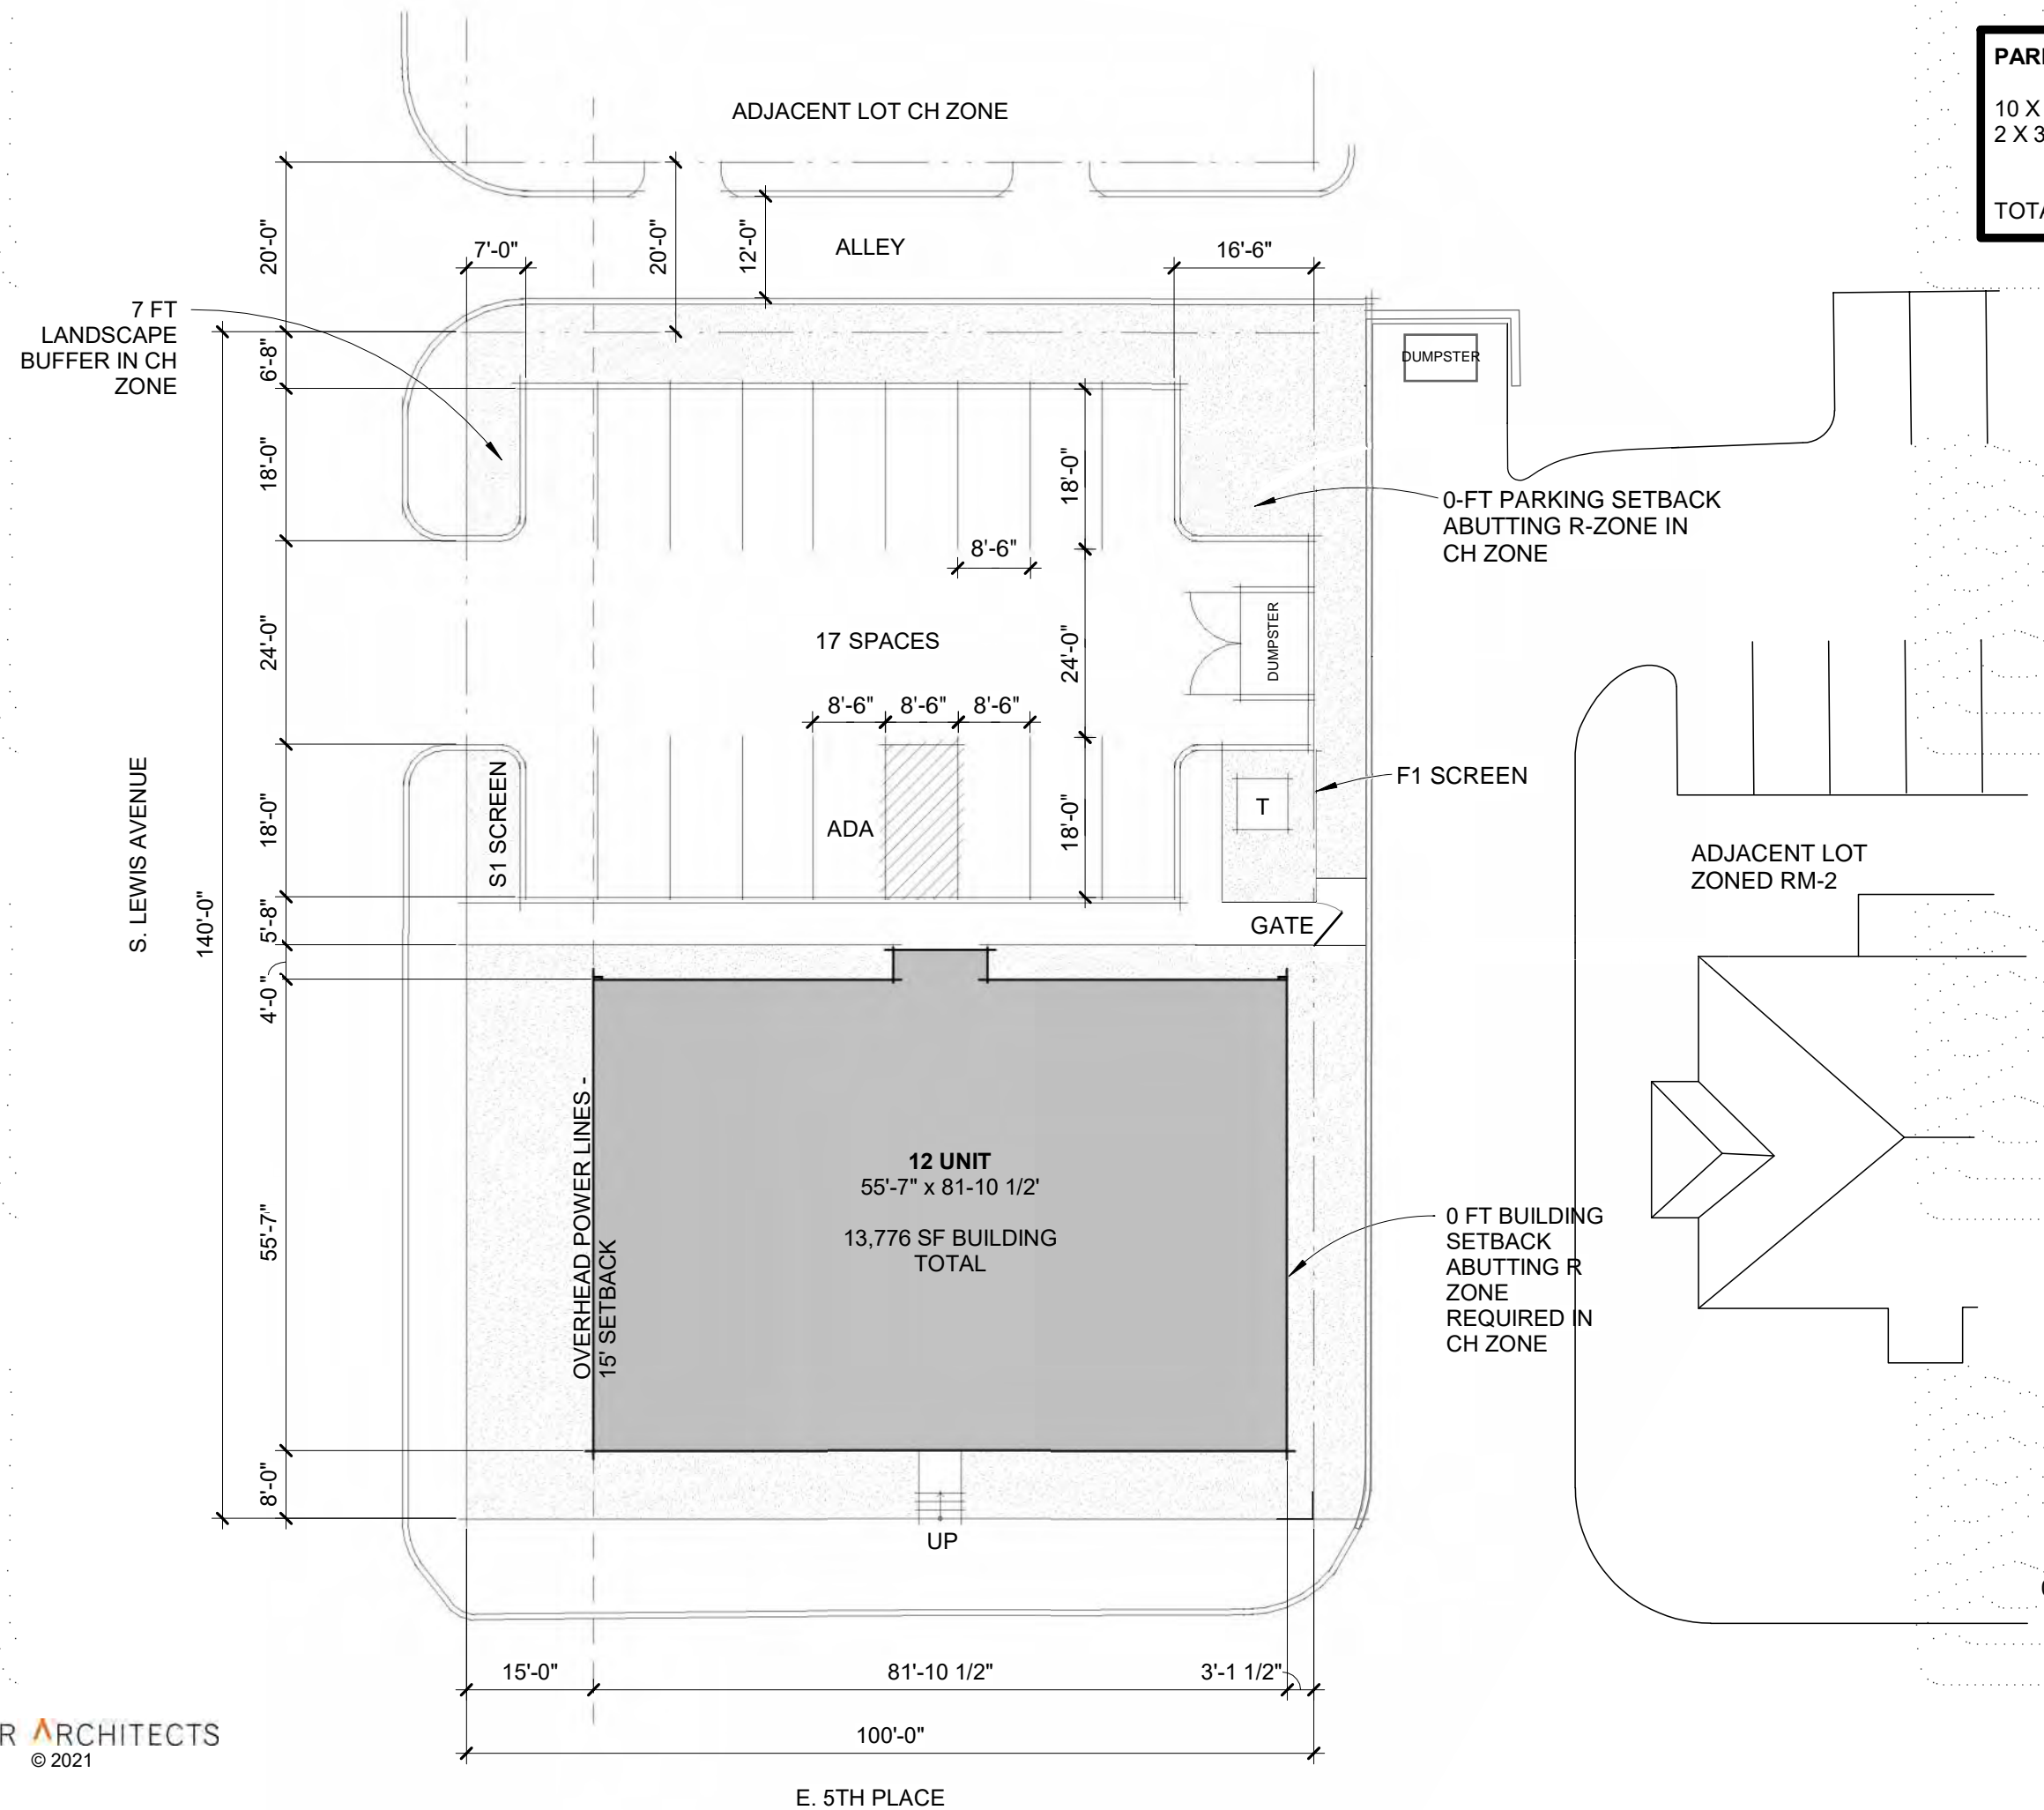 PAR
10 X
2 X 3
TOTA
ADJACENT LOT CH ZONE
20'-0"
20'-0"
12'-0"
ALLEY
7'-0"
16'-6"
7 FT
LANDSCAPE
BUFFER IN CH
ZONE
6'-8"
DUMPSTER
18'-0"
18'-0"
0-FT PARKING SETBACK
ABUTTING R-ZONE IN
CH ZONE
8'-6"
24'-0"
17 SPACES
24'-0"
DUMPSTER
8'-6"
8'-6"
8'-6"
S. LEWIS AVENUE
140'-0"
18'-0"
S1 SCREEN
ADA
18'-0"
T
F1 SCREEN
ADJACENT LOT
ZONED RM-2
5'-8"
GATE
4'-0"
OVERHEAD POWER LINES -
15' SETBACK
12 UNIT
55'-7" x 81-10 1/2'
13,776 SF BUILDING
TOTAL
55'-7"
0 FT BUILDING
SETBACK
ABUTTING R
ZONE
REQUIRED IN
CH ZONE
8'-0"
UP
15'-0"
81'-10 1/2"
3'-1 1/2"
100'-0"
R ARCHITECTS
© 2021
E. 5TH PLACE